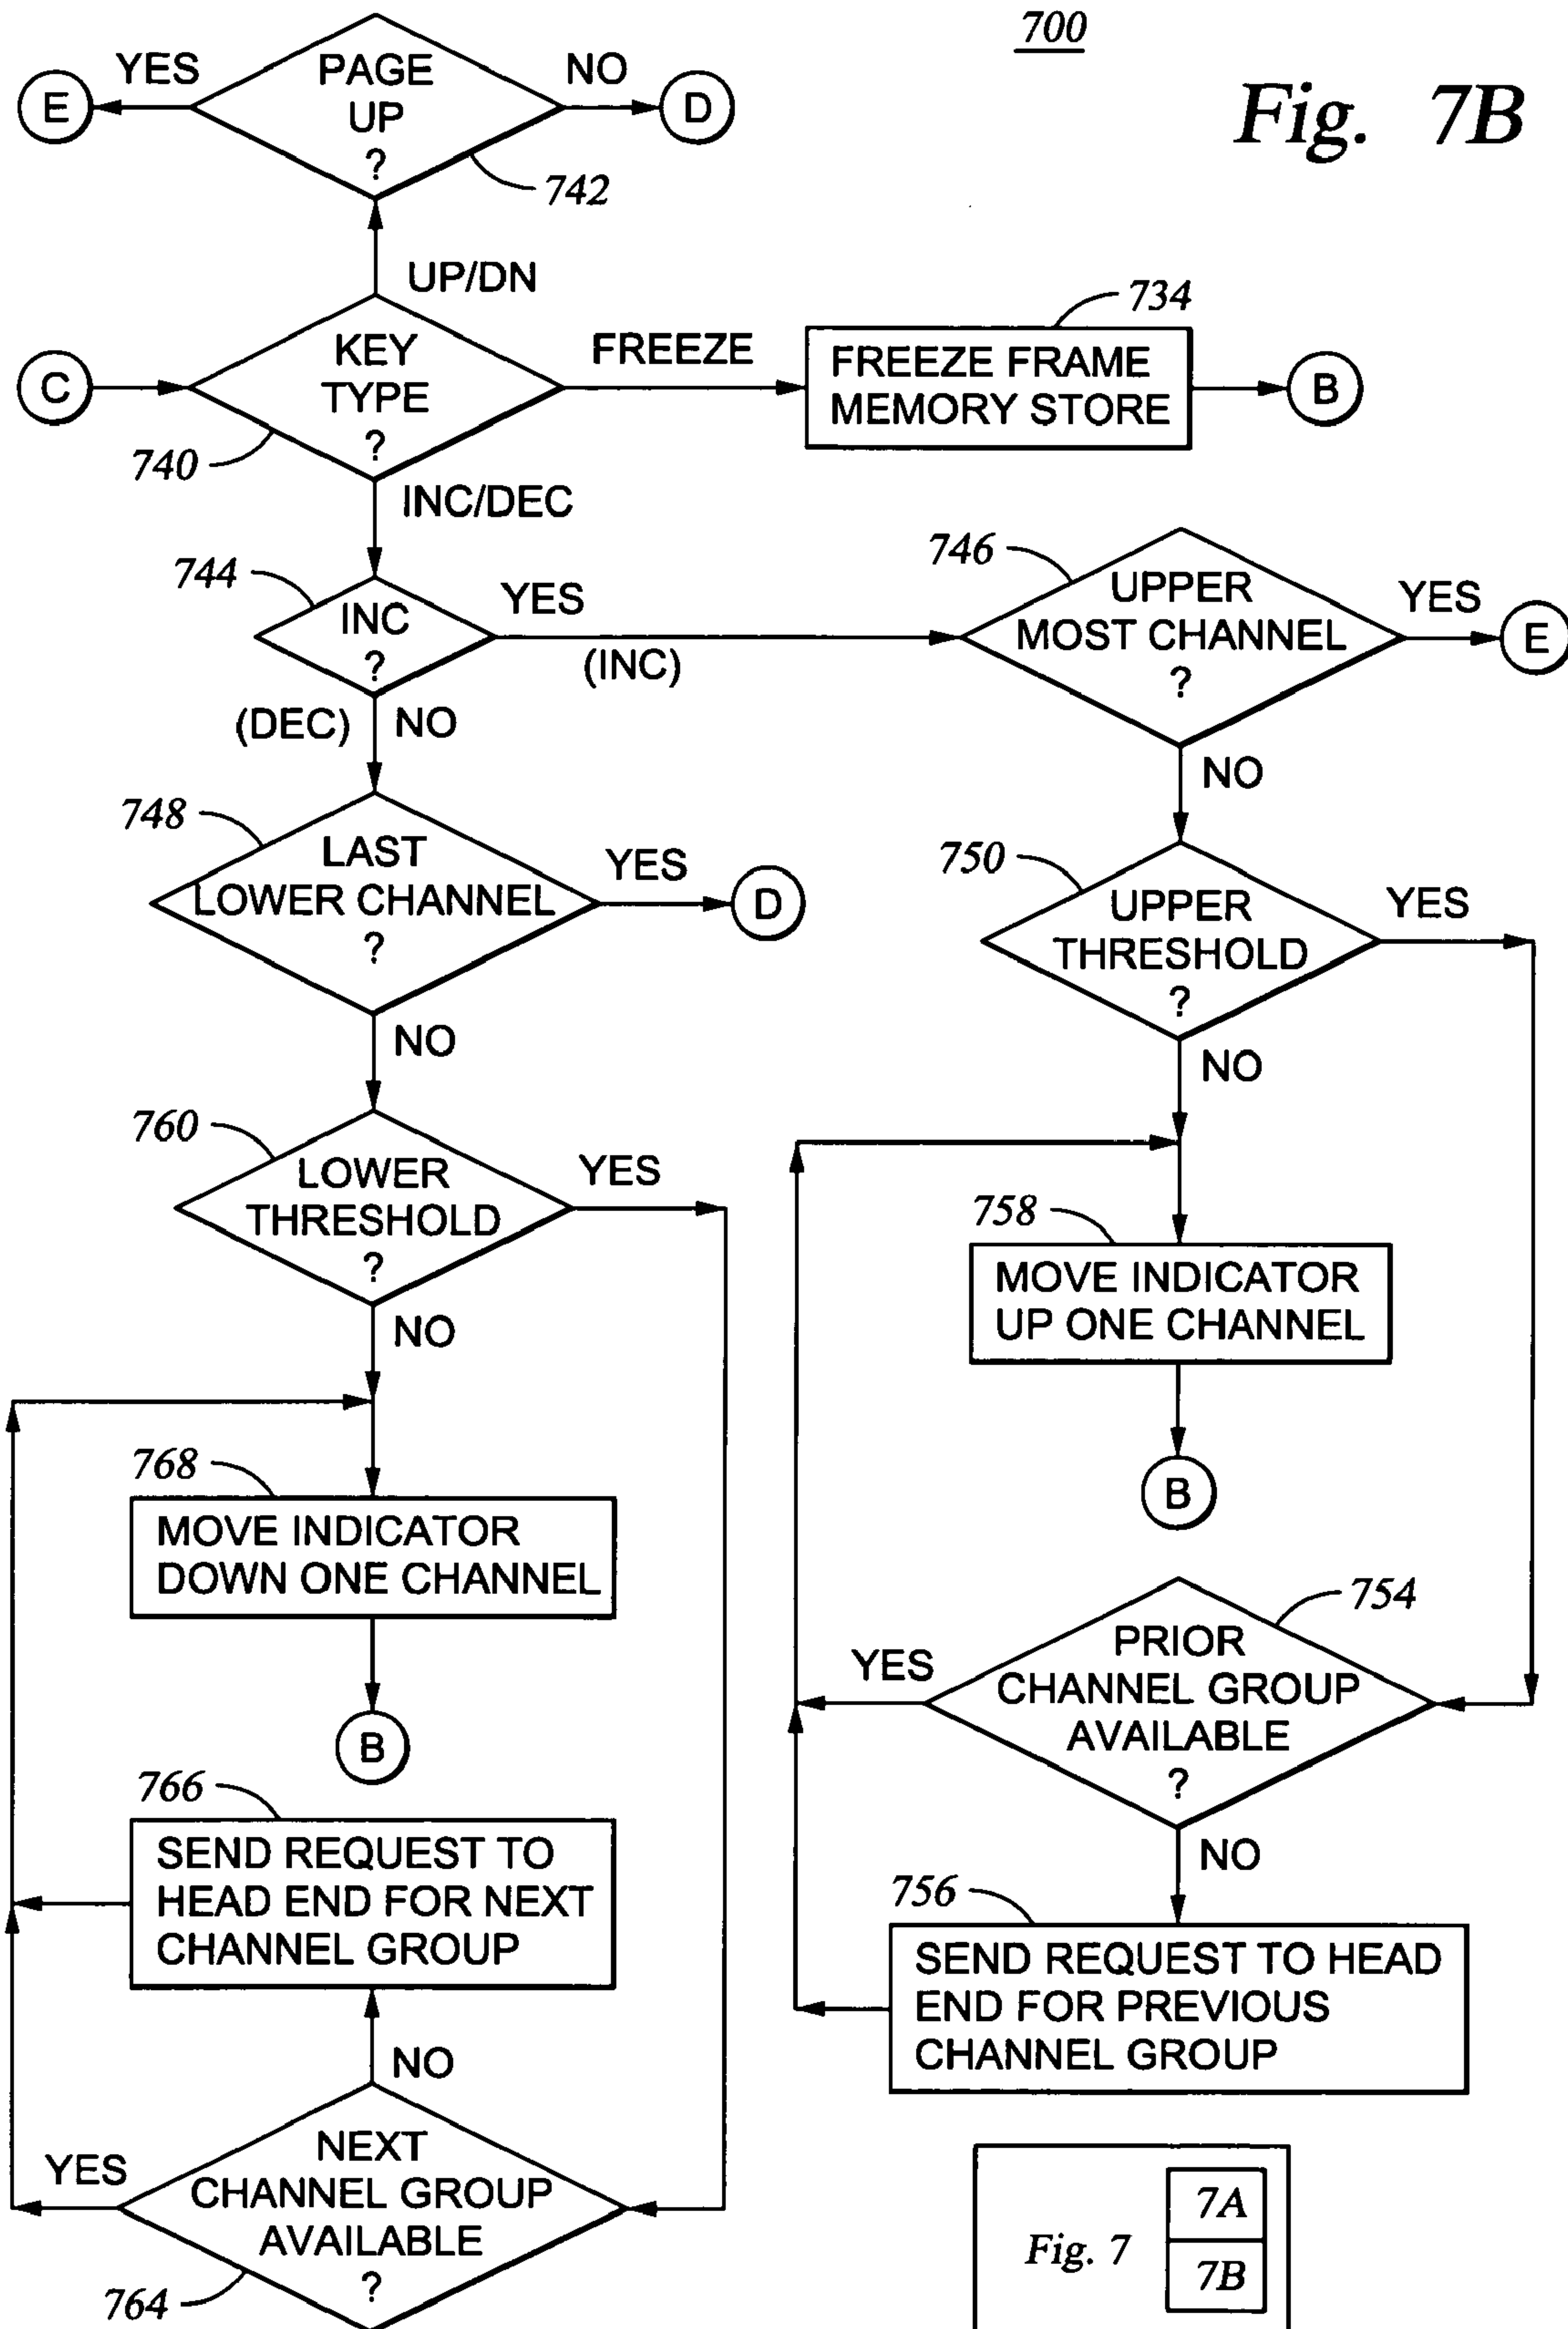 700
Fig. 7B
PAGE
UP
?
YES
NO
E
D
742
UP/DN
KEY
TYPE
?
C
740
FREEZE
734
FREEZE FRAME
MEMORY STORE
B
INC/DEC
744
INC
?
YES
(INC)
(DEC) NO
746
UPPER
MOST CHANNEL
?
YES
E
NO
748
LAST
LOWER CHANNEL
?
YES
D
NO
750
UPPER
THRESHOLD
?
YES
NO
760
LOWER
THRESHOLD
?
YES
NO
758
MOVE INDICATOR
UP ONE CHANNEL
B
768
MOVE INDICATOR
DOWN ONE CHANNEL
B
754
PRIOR
CHANNEL GROUP
AVAILABLE
?
YES
NO
766
SEND REQUEST TO
HEAD END FOR NEXT
CHANNEL GROUP
756
SEND REQUEST TO HEAD
END FOR PREVIOUS
CHANNEL GROUP
NO
NEXT
CHANNEL GROUP
AVAILABLE
?
YES
764
Fig. 7
7A
7B